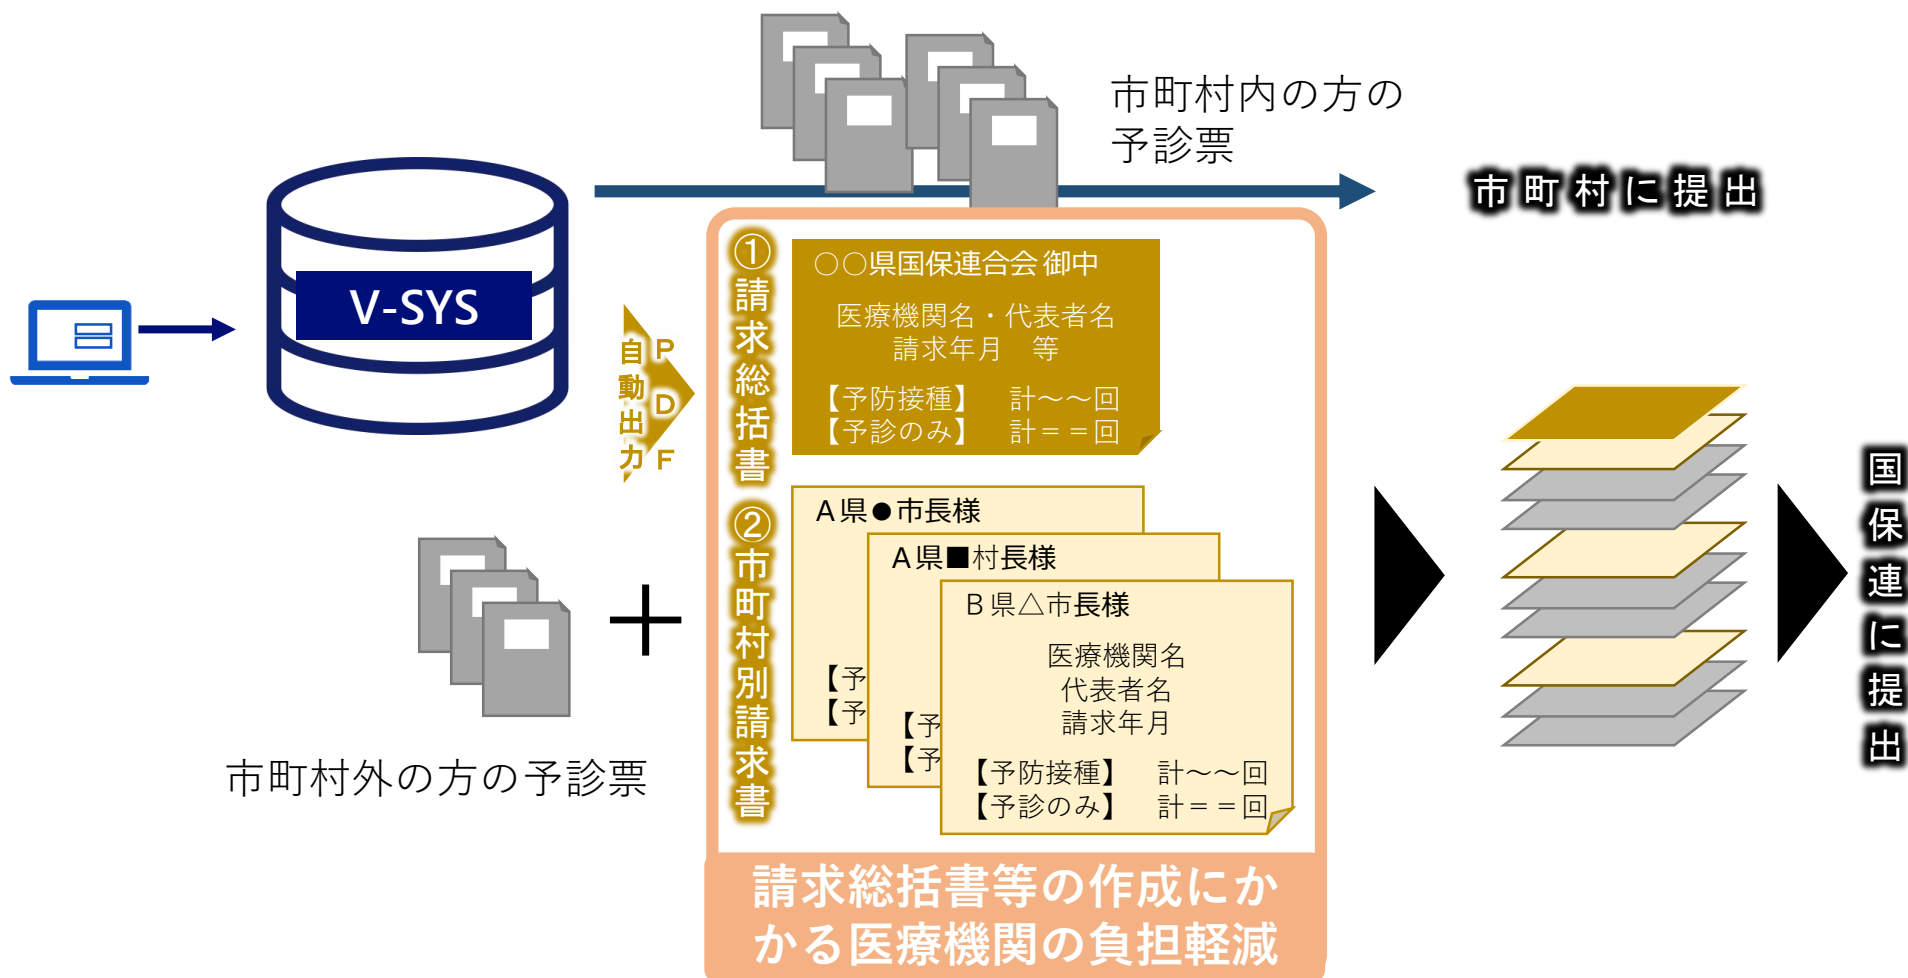 市町村内の方の
予診票
市町村に提出
V-SYS
自動出力
PDF
①請求総括書
○○県国保連合会 御中
医療機関名・代表者名
請求年月　等
【予防接種】　計～～回
【予診のみ】　計＝＝回
②市町村別請求書
A県●市長様
【予
【予
A県■村長様
【予
【予
B県△市長様
医療機関名
代表者名
請求年月
【予防接種】　計～～回
【予診のみ】　計＝＝回
市町村外の方の予診票
請求総括書等の作成にか
かる医療機関の負担軽減
国保連に提出